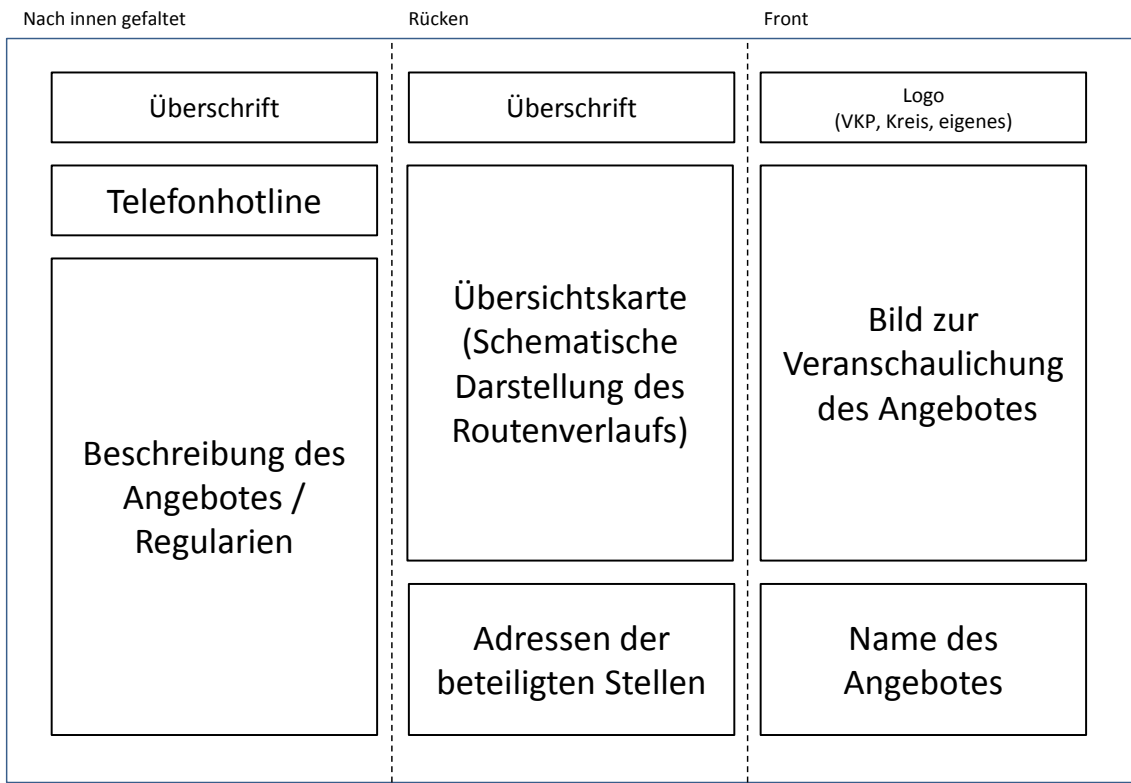 Nach innen gefaltet
Rücken
Front
Überschrift
Telefonhotline
Beschreibung des
Angebotes /
Regularien
Überschrift
Übersichtskarte
(Schematische
Darstellung des
Routenverlaufs)
Adressen der
beteiligten Stellen
Logo
(VKP, Kreis, eigenes)
Bild zur
Veranschaulichung
des Angebotes
Name des
Angebotes